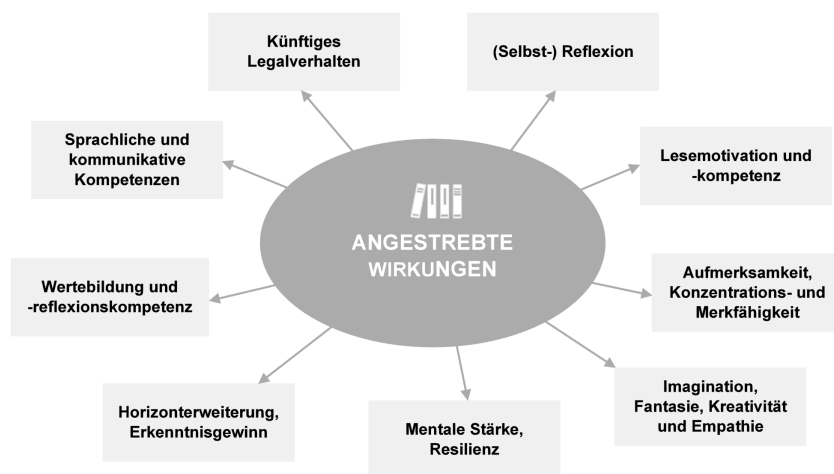 Künftiges
Legalverhalten
(Selbst-) Reflexion
Sprachliche und
kommunikative
Kompetenzen
Lesemotivation und
-kompetenz
ANGESTREBTE
WIRKUNGEN
Wertebildung und
-reflexionskompetenz
Aufmerksamkeit,
Konzentrations- und
Merkfähigkeit
Horizonterweiterung,
Erkenntnisgewinn
Mentale Stärke,
Resilienz
Imagination,
Fantasie, Kreativität
und Empathie